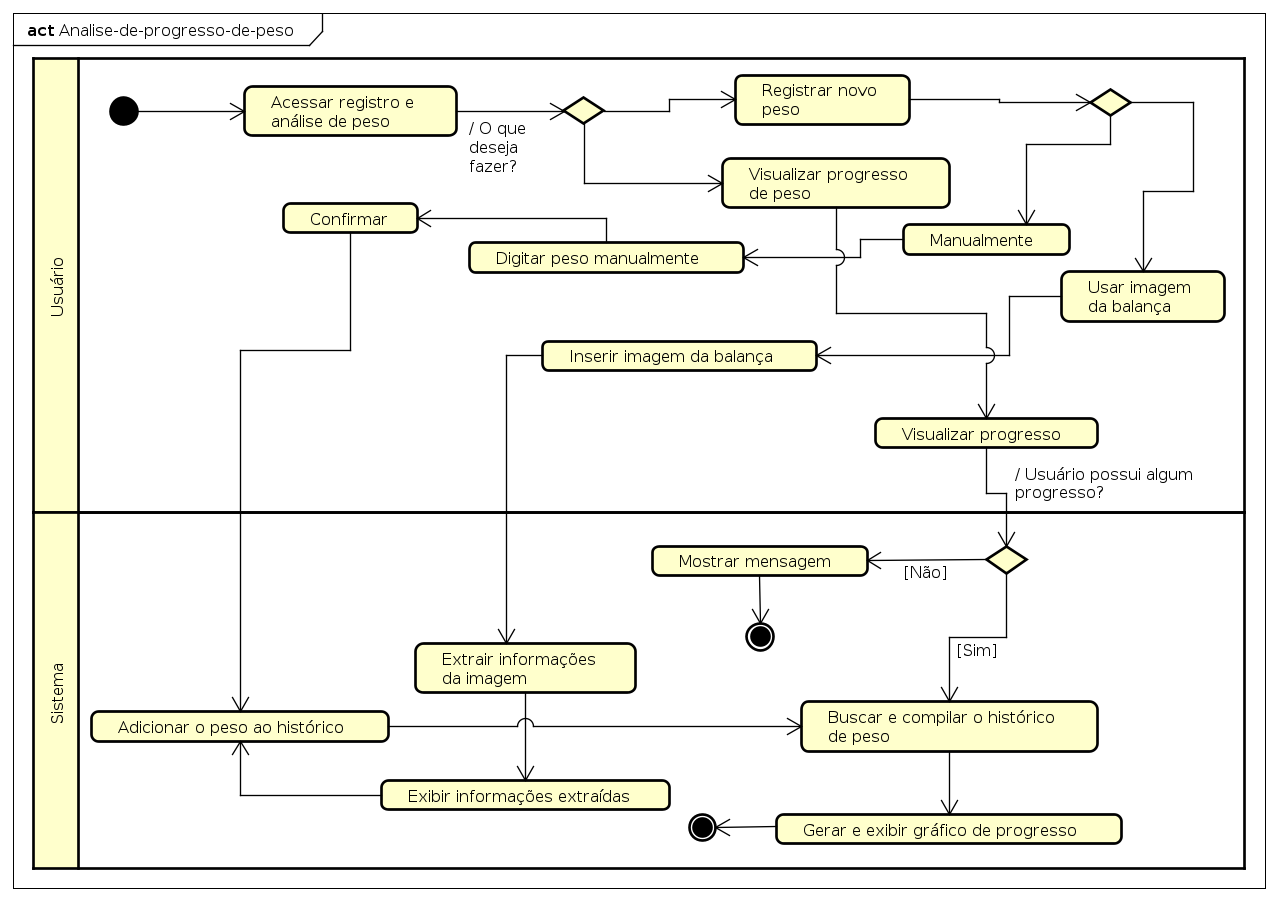 act Analise-de-progresso-de-peso
Usuário
Acessar registro e
análise de peso
/ O que
deseja
fazer?
Registrar novo
peso
Visualizar progresso
de peso
Confirmar
Manualmente
Digitar peso manualmente
Usar imagem
da balança
Inserir imagem da balança
Visualizar progresso
/ Usuário possui algum
progresso?
Sistema
Mostrar mensagem
[Não]
[Sim]
Extrair informações
da imagem
Adicionar o peso ao histórico
Buscar e compilar o histórico
de peso
Exibir informações extraídas
Gerar e exibir gráfico de progresso